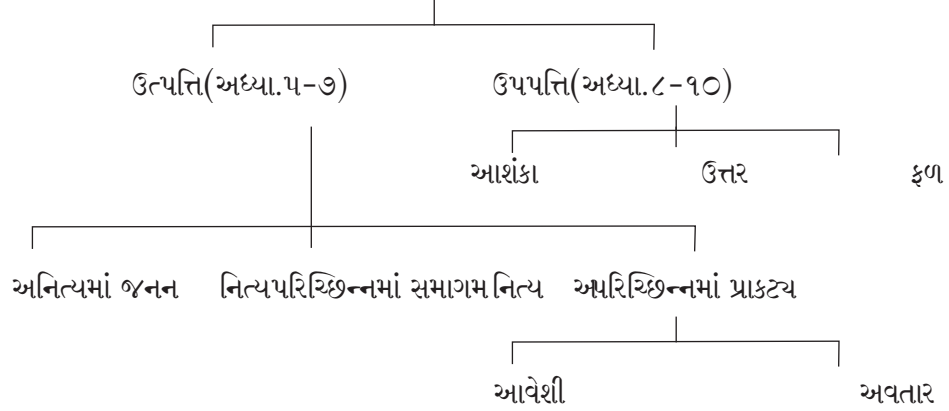 ઉત્પત્તિ(અધ્યા.૫-૭) ઉપપત્તિ(અધ્યા.૮-૧૦)
આશંકા ઉત્તર ફળ
અનિત્યમાં જનન નિત્યપરિચ્છિન્નમાં સમાગમ નિત્ય અપરિચ્છિન્નમાં પ્રાકટ્ય
આવેશી અવતાર